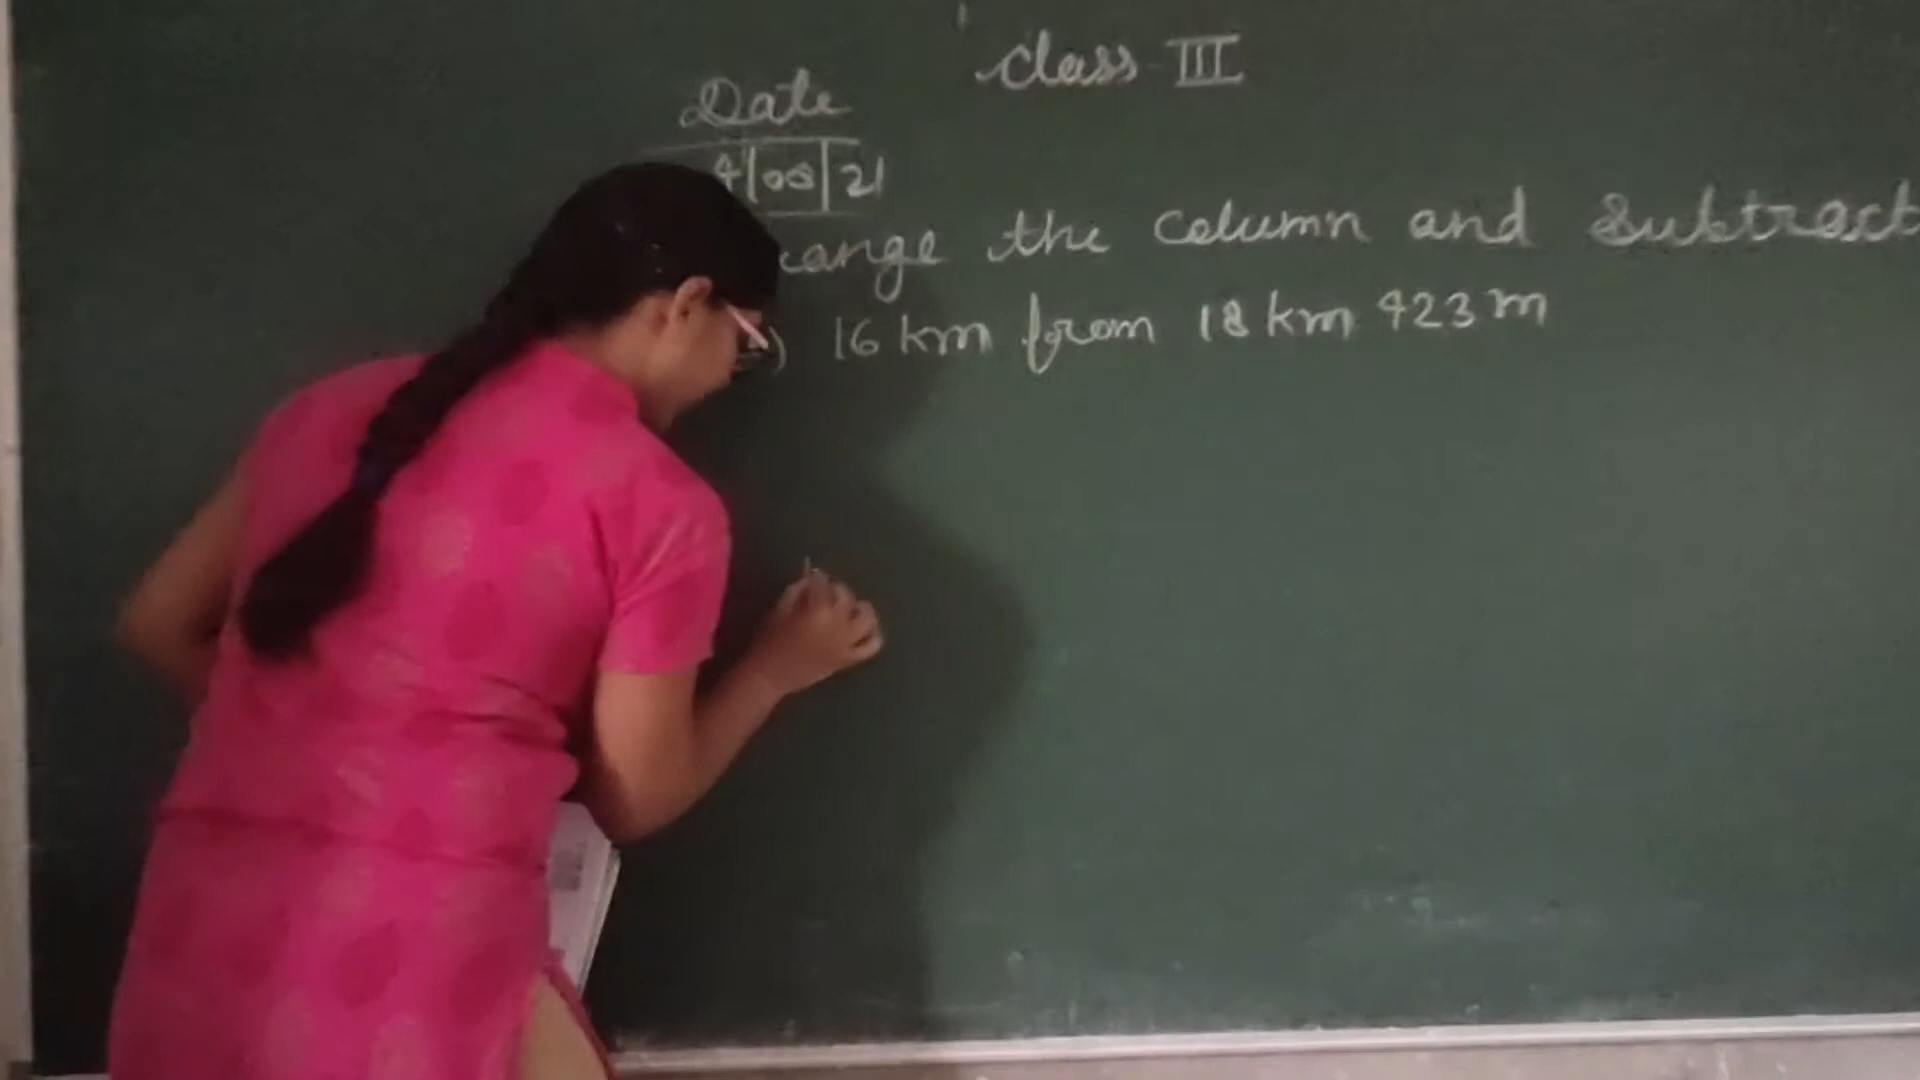 Class - III
Date
4|08|21
range the column and Subtract
) 16 km from 18 km 423 m